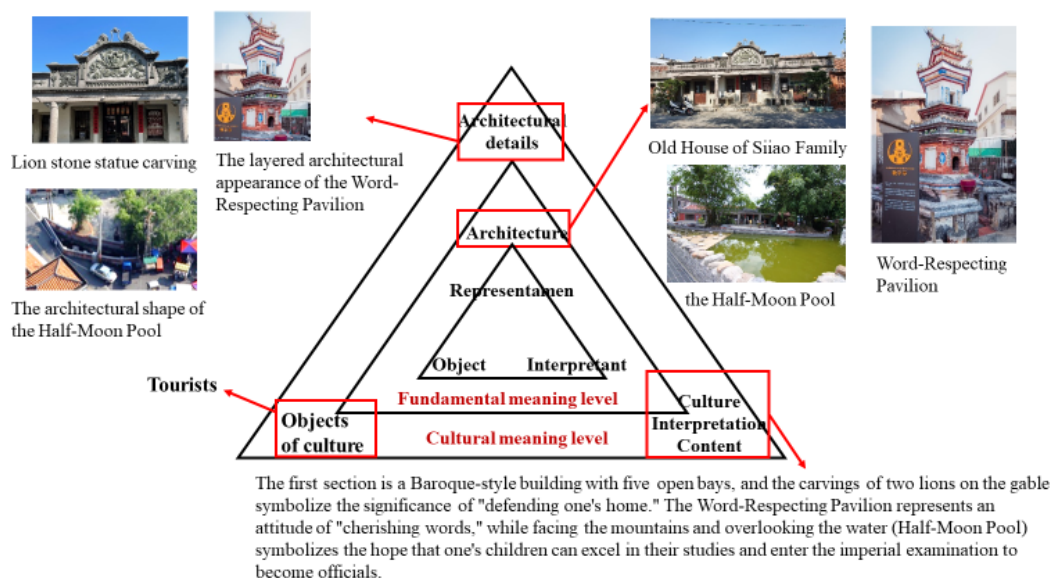 Lion stone statue carving
The layered architectural
appearance of the Word-
Respecting Pavilion
The architectural shape of
the Half-Moon Pool
Architectural
details
Architecture
Representamen
Object
Interpretant
Fundamental meaning level
Cultural meaning level
Tourists
Objects
of culture
Culture
Interpretation
Content
Old House of Siiao Family
the Half-Moon Pool
Word-Respecting
Pavilion
The first section is a Baroque-style building with five open bays, and the carvings of two lions on the gable
symbolize the significance of "defending one's home." The Word-Respecting Pavilion represents an
attitude of "cherishing words," while facing the mountains and overlooking the water (Half-Moon Pool)
symbolizes the hope that one's children can excel in their studies and enter the imperial examination to
become officials.